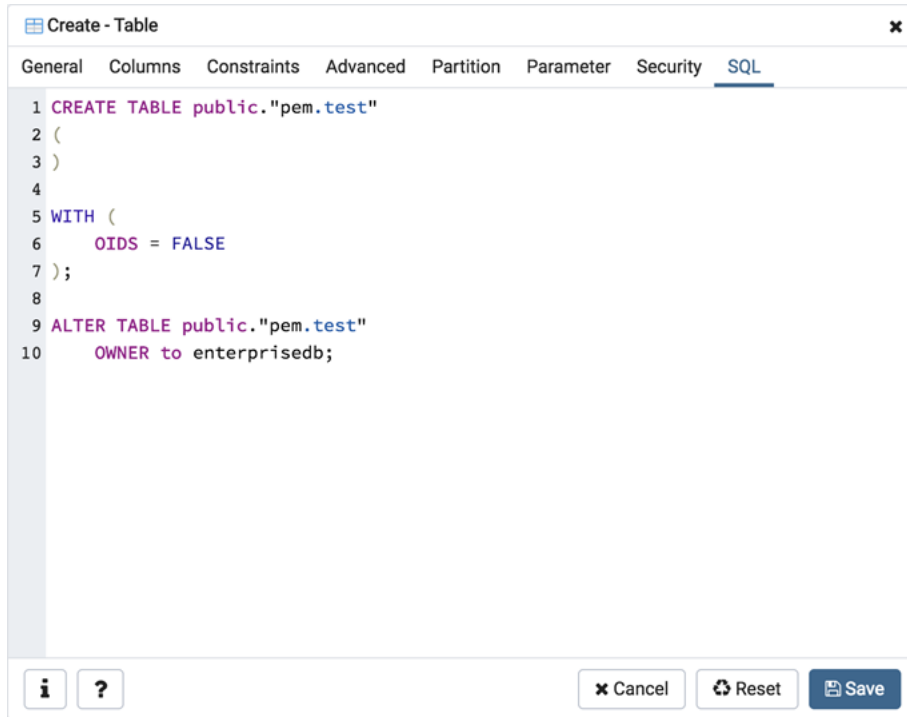 Create - Table
General Columns Constraints Advanced Partition Parameter Security SQL
1 CREATE TABLE public."pem.test"
2 (
3 )
4
5 WITH (
6     OIDS = FALSE
7 );
8
9 ALTER TABLE public."pem.test"
10     OWNER to enterprisedb;
i ? Cancel Reset Save